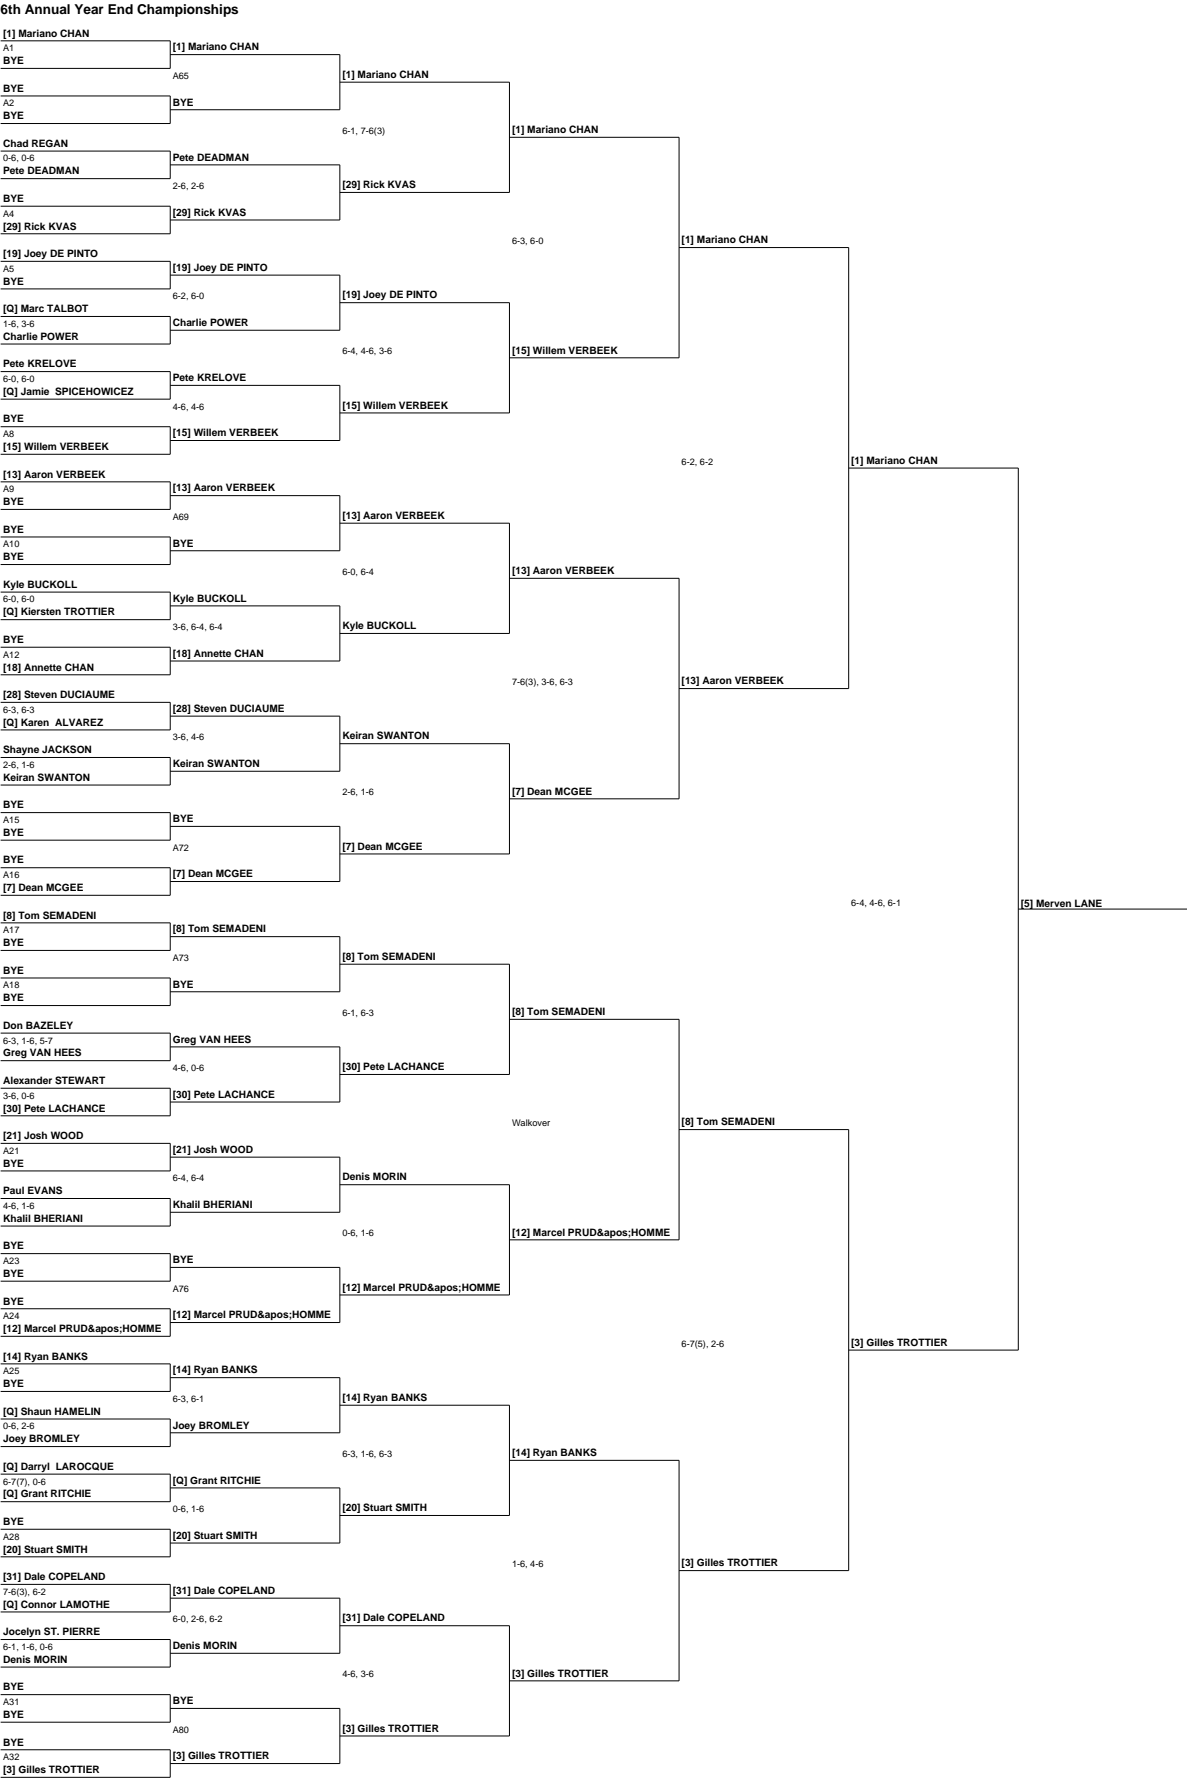 6th Annual Year End Championships
[1] Mariano CHAN
A1
[1] Mariano CHAN
BYE
A65
[1] Mariano CHAN
BYE
A2
BYE
BYE
6-1, 7-6(3)
[1] Mariano CHAN
Chad REGAN
0-6, 0-6
Pete DEADMAN
Pete DEADMAN
2-6, 2-6
[29] Rick KVAS
BYE
A4
[29] Rick KVAS
[29] Rick KVAS
6-3, 6-0
[1] Mariano CHAN
[19] Joey DE PINTO
A5
[19] Joey DE PINTO
BYE
6-2, 6-0
[19] Joey DE PINTO
[Q] Marc TALBOT
1-6, 3-6
Charlie POWER
Charlie POWER
6-4, 4-6, 3-6
[15] Willem VERBEEK
Pete KRELOVE
6-0, 6-0
Pete KRELOVE
[Q] Jamie  SPICEHOWICEZ
4-6, 4-6
[15] Willem VERBEEK
BYE
A8
[15] Willem VERBEEK
[15] Willem VERBEEK
6-2, 6-2
[1] Mariano CHAN
[13] Aaron VERBEEK
A9
[13] Aaron VERBEEK
BYE
A69
[13] Aaron VERBEEK
BYE
A10
BYE
BYE
6-0, 6-4
[13] Aaron VERBEEK
Kyle BUCKOLL
6-0, 6-0
Kyle BUCKOLL
[Q] Kiersten TROTTIER
3-6, 6-4, 6-4
Kyle BUCKOLL
BYE
A12
[18] Annette CHAN
[18] Annette CHAN
7-6(3), 3-6, 6-3
[13] Aaron VERBEEK
[28] Steven DUCIAUME
6-3, 6-3
[28] Steven DUCIAUME
[Q] Karen  ALVAREZ
3-6, 4-6
Keiran SWANTON
Shayne JACKSON
2-6, 1-6
Keiran SWANTON
Keiran SWANTON
2-6, 1-6
[7] Dean MCGEE
BYE
A15
BYE
BYE
A72
[7] Dean MCGEE
BYE
A16
[7] Dean MCGEE
[7] Dean MCGEE
6-4, 4-6, 6-1
[5] Merven LANE
[8] Tom SEMADENI
A17
[8] Tom SEMADENI
BYE
A73
[8] Tom SEMADENI
BYE
A18
BYE
BYE
6-1, 6-3
[8] Tom SEMADENI
Don BAZELEY
6-3, 1-6, 5-7
Greg VAN HEES
Greg VAN HEES
4-6, 0-6
[30] Pete LACHANCE
Alexander STEWART
3-6, 0-6
[30] Pete LACHANCE
[30] Pete LACHANCE
Walkover
[8] Tom SEMADENI
[21] Josh WOOD
A21
[21] Josh WOOD
BYE
6-4, 6-4
Denis MORIN
Paul EVANS
4-6, 1-6
Khalil BHERIANI
Khalil BHERIANI
0-6, 1-6
[12] Marcel PRUD&apos;HOMME
BYE
A23
BYE
BYE
A76
[12] Marcel PRUD&apos;HOMME
BYE
A24
[12] Marcel PRUD&apos;HOMME
[12] Marcel PRUD&apos;HOMME
6-7(5), 2-6
[3] Gilles TROTTIER
[14] Ryan BANKS
A25
[14] Ryan BANKS
BYE
6-3, 6-1
[14] Ryan BANKS
[Q] Shaun HAMELIN
0-6, 2-6
Joey BROMLEY
Joey BROMLEY
6-3, 1-6, 6-3
[14] Ryan BANKS
[Q] Darryl  LAROCQUE
6-7(7), 0-6
[Q] Grant RITCHIE
[Q] Grant RITCHIE
0-6, 1-6
[20] Stuart SMITH
BYE
A28
[20] Stuart SMITH
[20] Stuart SMITH
1-6, 4-6
[3] Gilles TROTTIER
[31] Dale COPELAND
7-6(3), 6-2
[31] Dale COPELAND
[Q] Connor LAMOTHE
6-0, 2-6, 6-2
[31] Dale COPELAND
Jocelyn ST. PIERRE
6-1, 1-6, 0-6
Denis MORIN
Denis MORIN
4-6, 3-6
[3] Gilles TROTTIER
BYE
A31
BYE
BYE
A80
[3] Gilles TROTTIER
BYE
A32
[3] Gilles TROTTIER
[3] Gilles TROTTIER